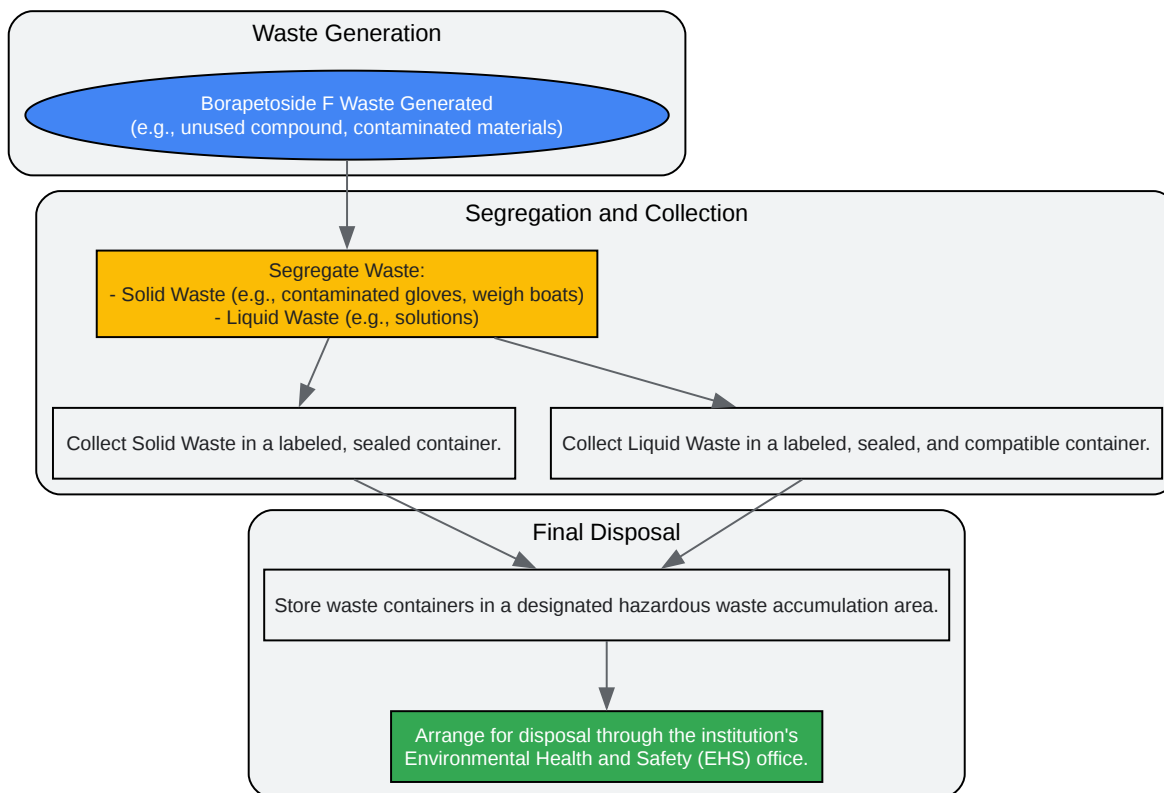 Waste Generation
Borapetoside F Waste Generated
(e.g., unused compound, contaminated materials)
Segregation and Collection
Segregate Waste:
- Solid Waste (e.g., contaminated gloves, weigh boats)
- Liquid Waste (e.g., solutions)
Collect Solid Waste in a labeled, sealed container.
Collect Liquid Waste in a labeled, sealed, and compatible container.
Final Disposal
Store waste containers in a designated hazardous waste accumulation area.
Arrange for disposal through the institution's
Environmental Health and Safety (EHS) office.